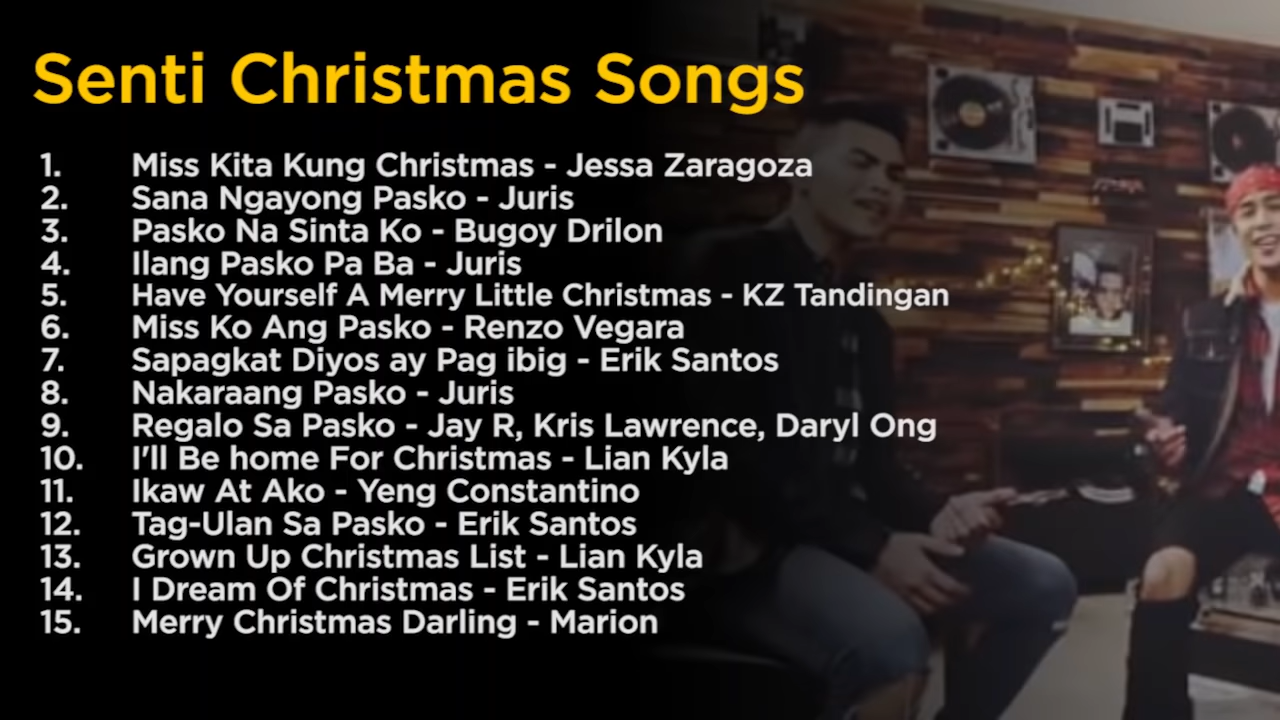 Senti Christmas Songs
1. Miss Kita Kung Christmas - Jessa Zaragoza
2. Sana Ngayong Pasko - Juris
3. Pasko Na Sinta Ko - Bugoy Drilon
4. Ilang Pasko Pa Ba - Juris
5. Have Yourself A Merry Little Christmas - KZ Tandingan
6. Miss Ko Ang Pasko - Renzo Vegara
7. Sapagkat Diyos ay Pag ibig - Erik Santos
8. Nakaraang Pasko - Juris
9. Regalo Sa Pasko - Jay R, Kris Lawrence, Daryl Ong
10. I'll Be home For Christmas - Lian Kyla
11. Ikaw At Ako - Yeng Constantino
12. Tag-Ulan Sa Pasko - Erik Santos
13. Grown Up Christmas List - Lian Kyla
14. I Dream Of Christmas - Erik Santos
15. Merry Christmas Darling - Marion